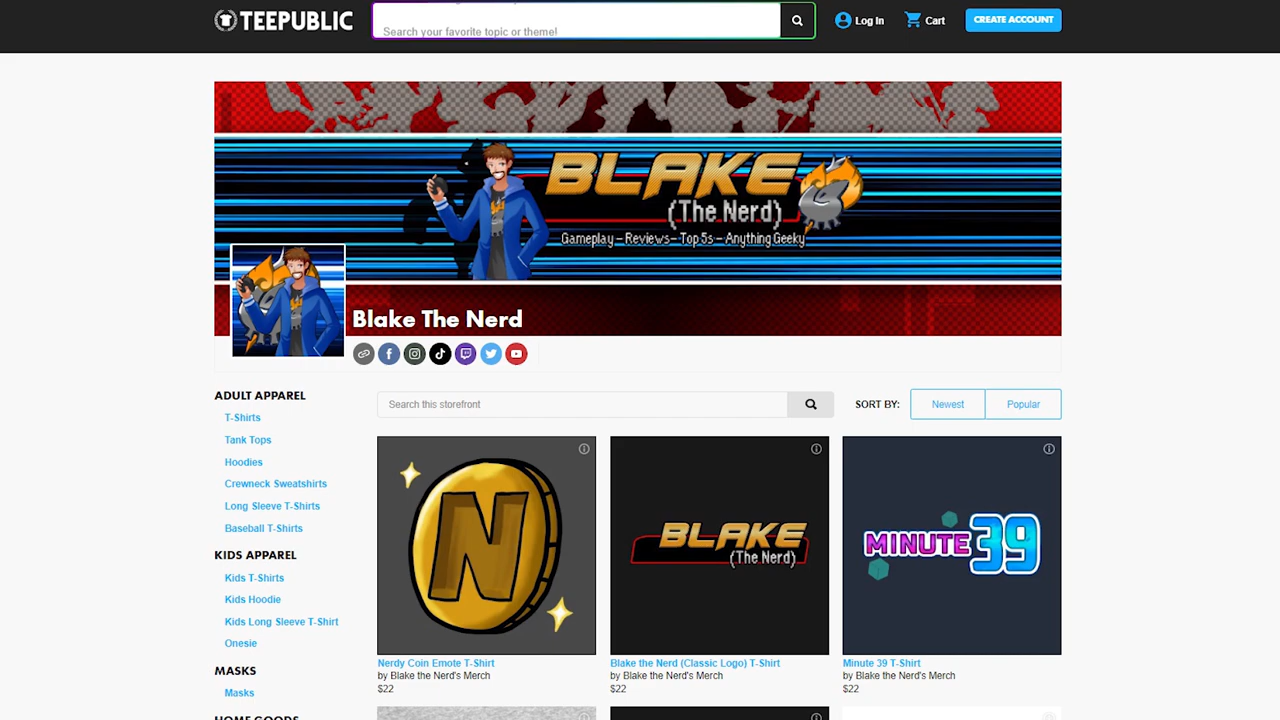 TEEPUBLIC
Search your favorite topic or theme!
Log In
Cart
CREATE ACCOUNT
BLAKE
(The Nerd)
Gameplay - Reviews - Top 5s - Anything Geeky
Blake The Nerd
ADULT APPAREL
T-Shirts
Tank Tops
Hoodies
Crewneck Sweatshirts
Long Sleeve T-Shirts
Baseball T-Shirts
KIDS APPAREL
Kids T-Shirts
Kids Hoodie
Kids Long Sleeve T-Shirt
Onesie
MASKS
Masks
HOME GOODS
Search this storefront
SORT BY:
Newest
Popular
N
BLAKE
(The Nerd)
MINUTE 39
Nerdy Coin Emote T-Shirt
by Blake the Nerd's Merch
$22
Blake the Nerd (Classic Logo) T-Shirt
by Blake the Nerd's Merch
$22
Minute 39 T-Shirt
by Blake the Nerd's Merch
$22